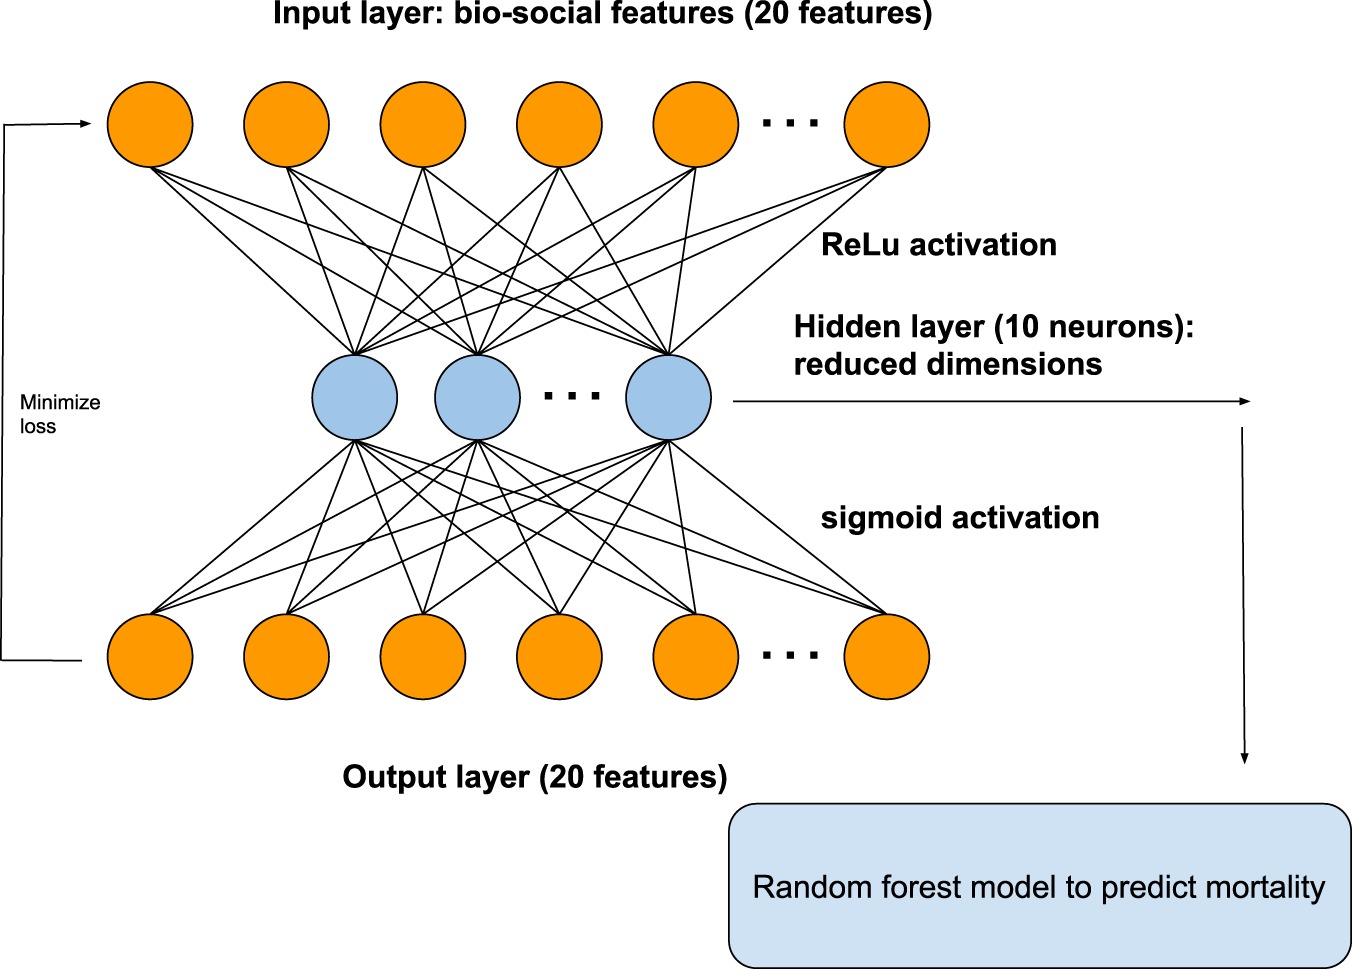 Input layer: bio-social features (20 features)
ReLu activation
Hidden layer (10 neurons):
reduced dimensions
Minimize
loss
sigmoid activation
Output layer (20 features)
Random forest model to predict mortality